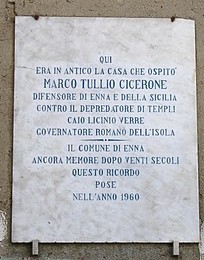 QUI
ERA IN ANTICO LA CASA CHE OSPITO'
MARCO TULLIO CICERONE
DIFENSORE DI ENNA E DELLA SICILIA
CONTRO IL DEPREDATORE DI TEMPLI
CAIO LICINIO VERRE
GOVERNATORE ROMANO DELL'ISOLA
IL COMUNE DI ENNA
ANCORA MEMORE DOPO VENTI SECOLI
QUESTO RICORDO
POSE
NELL'ANNO 1960